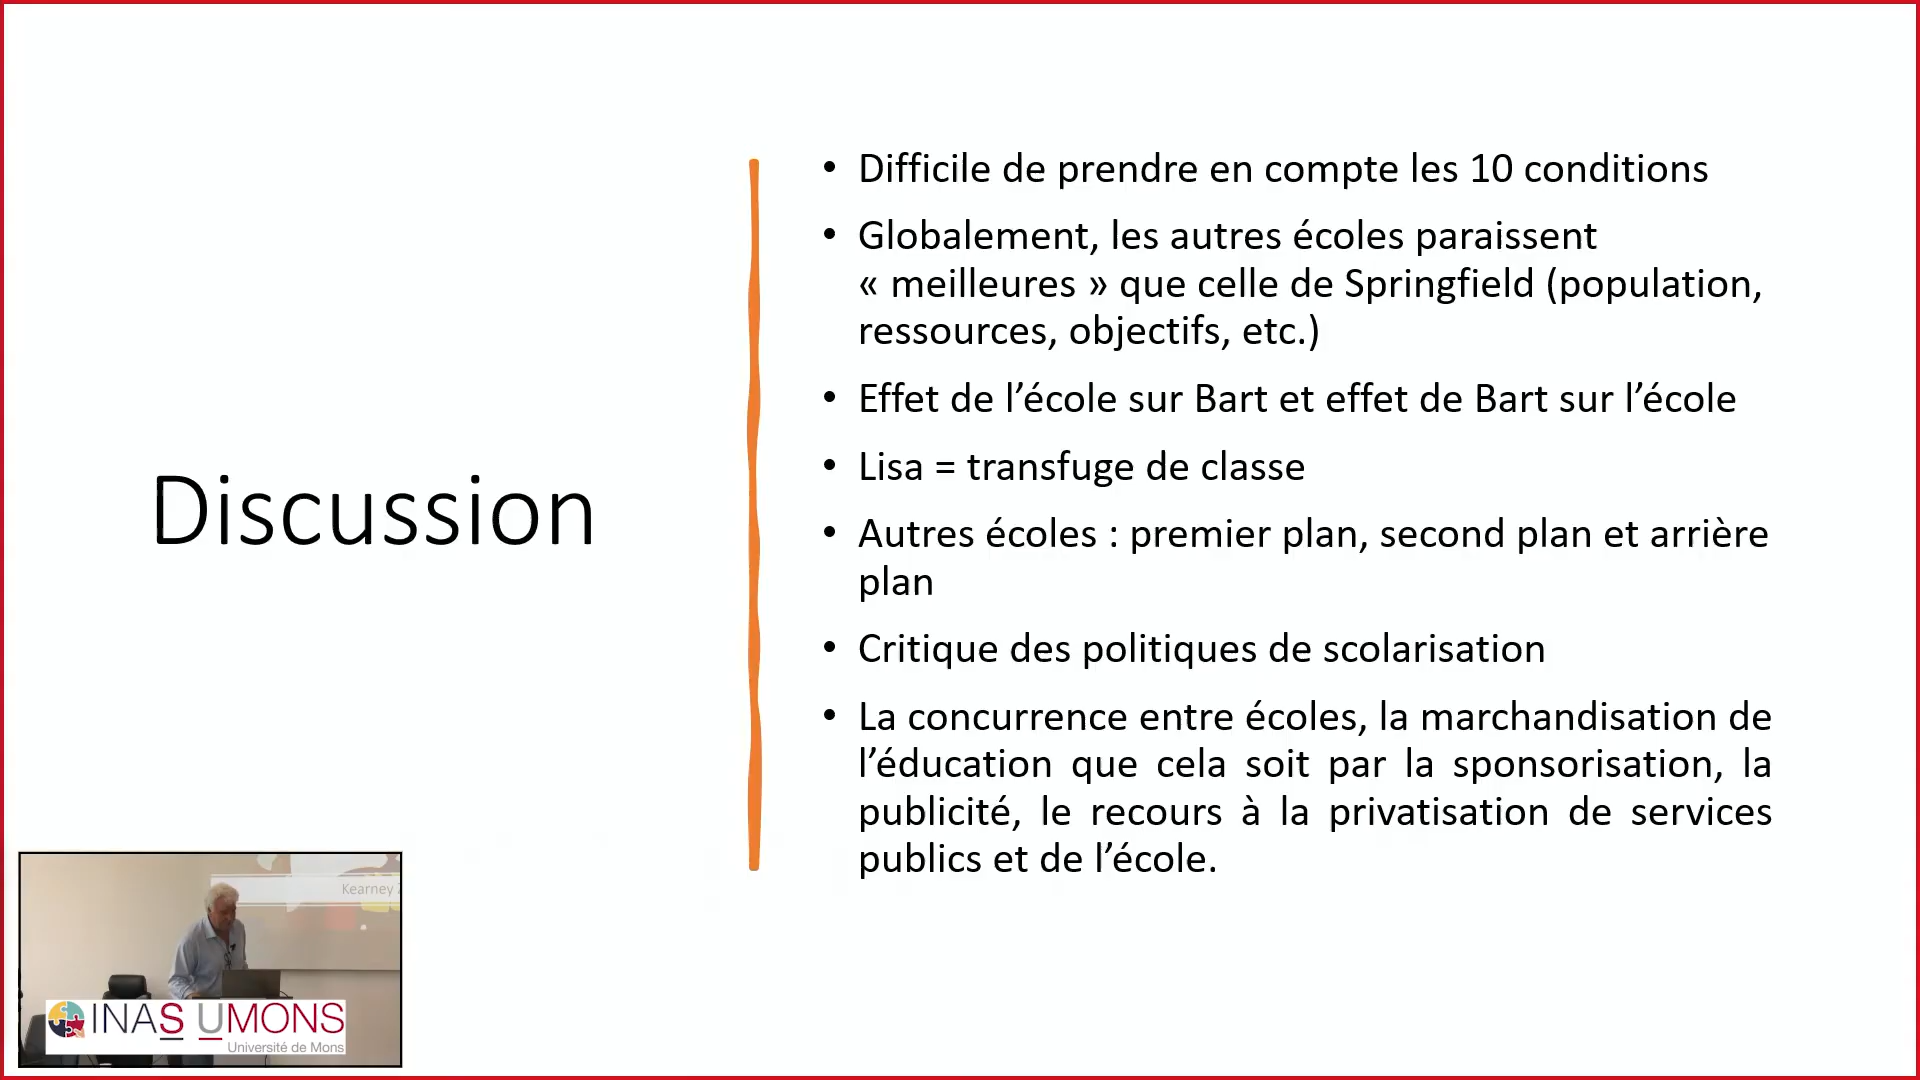 Discussion
• Difficile de prendre en compte les 10 conditions
• Globalement, les autres écoles paraissent
« meilleures » que celle de Springfield (population,
ressources, objectifs, etc.)
• Effet de l’école sur Bart et effet de Bart sur l’école
• Lisa = transfuge de classe
• Autres écoles : premier plan, second plan et arrière
plan
• Critique des politiques de scolarisation
• La concurrence entre écoles, la marchandisation de
l’éducation que cela soit par la sponsorisation, la
publicité, le recours à la privatisation de services
publics et de l’école.
Kearney
INAS UMONS
Université de Mons